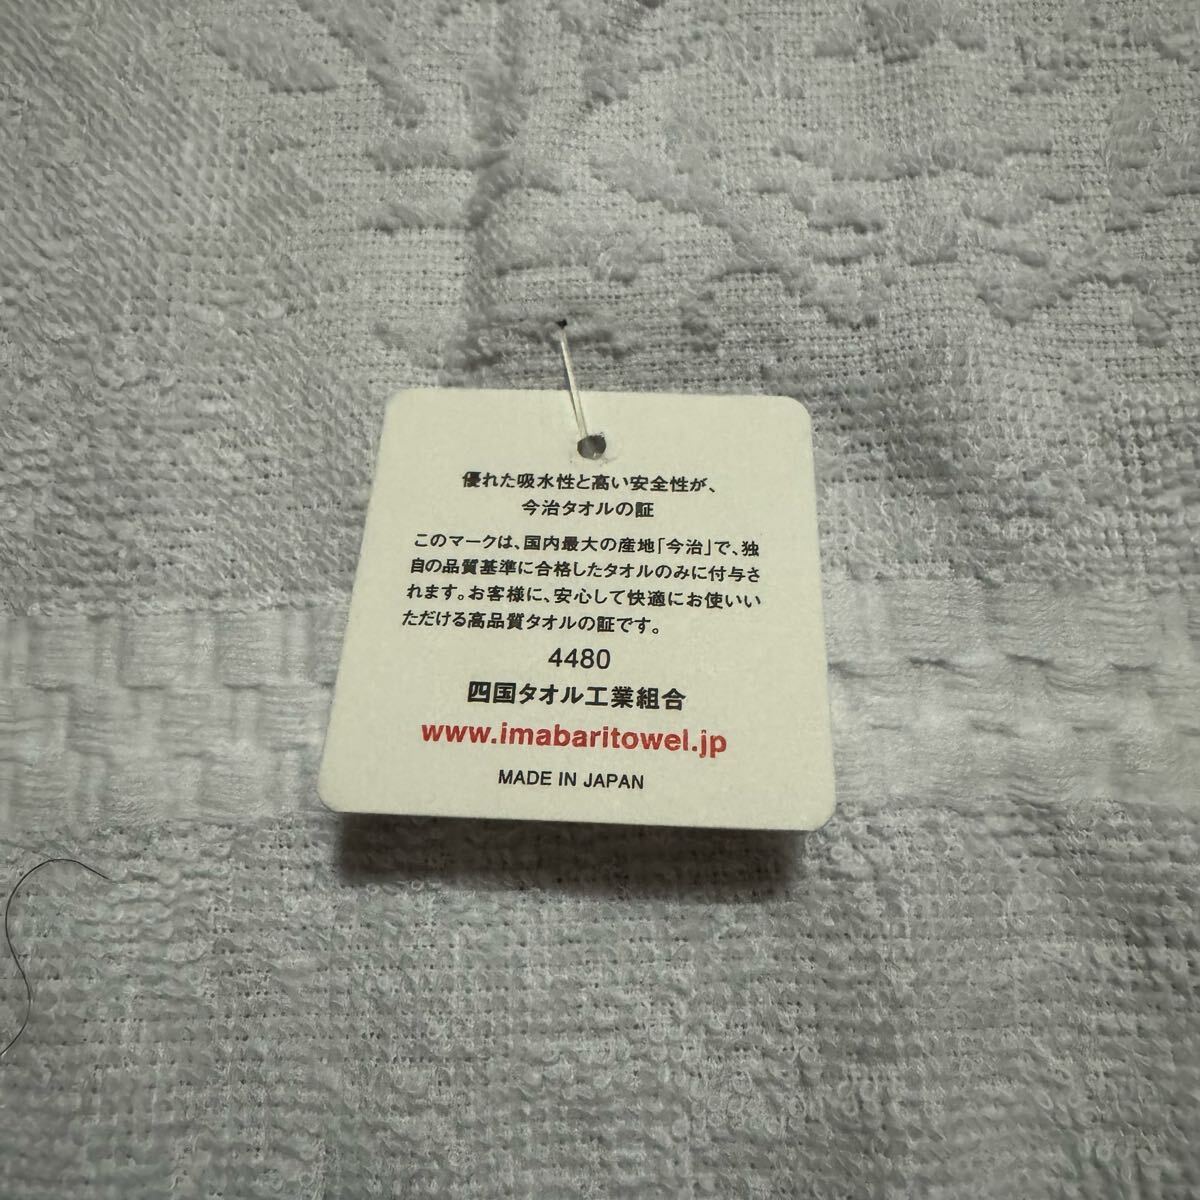 優れた吸水性と高い安全性が、
今治タオルの証
このマークは、国内最大の産地「今治」で、独
自の品質基準に合格したタオルのみに付与さ
れます。お客様に、安心して快適にお使いい
ただける高品質タオルの証です。
4480
四国タオル工業組合
www.imabaritowel.jp
MADE IN JAPAN